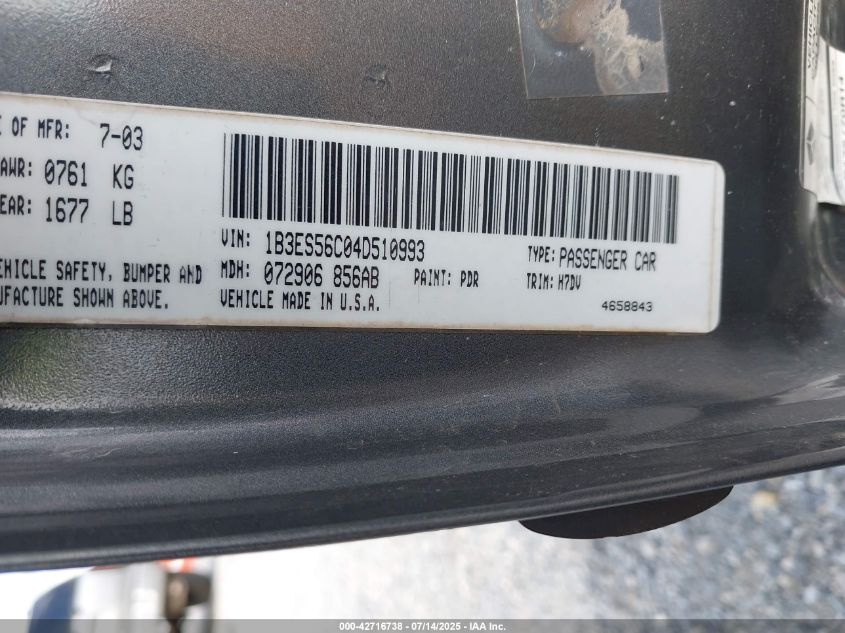 E OF MFR: 7-03
AWR: 0761 KG
EAR: 1677 LB
VIN: 1B3ES56C04D510993
TYPE: PASSENGER CAR
EHICLE SAFETY, BUMPER AND
MDH: 072906 856AB
PAINT: PDR
TRIM: H7DV
UFACTURE SHOWN ABOVE.
VEHICLE MADE IN U.S.A.
4658843
000-42716738 - 07/14/2025 - IAA Inc.